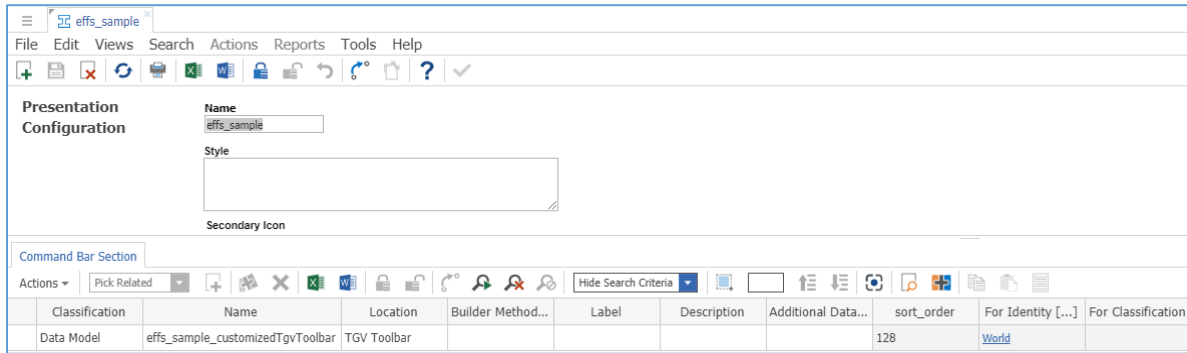 effs_sample
File Edit Views Search Actions Reports Tools Help
Presentation
Configuration
Name
effs_sample
Style
Secondary Icon
Command Bar Section
Actions Pick Related Hide Search Criteria
Classification Name Location Builder Method... Label Description Additional Data... sort_order For Identity [...] For Classification
Data Model effs_sample_customizedTgvToolbar TGV Toolbar 128 World